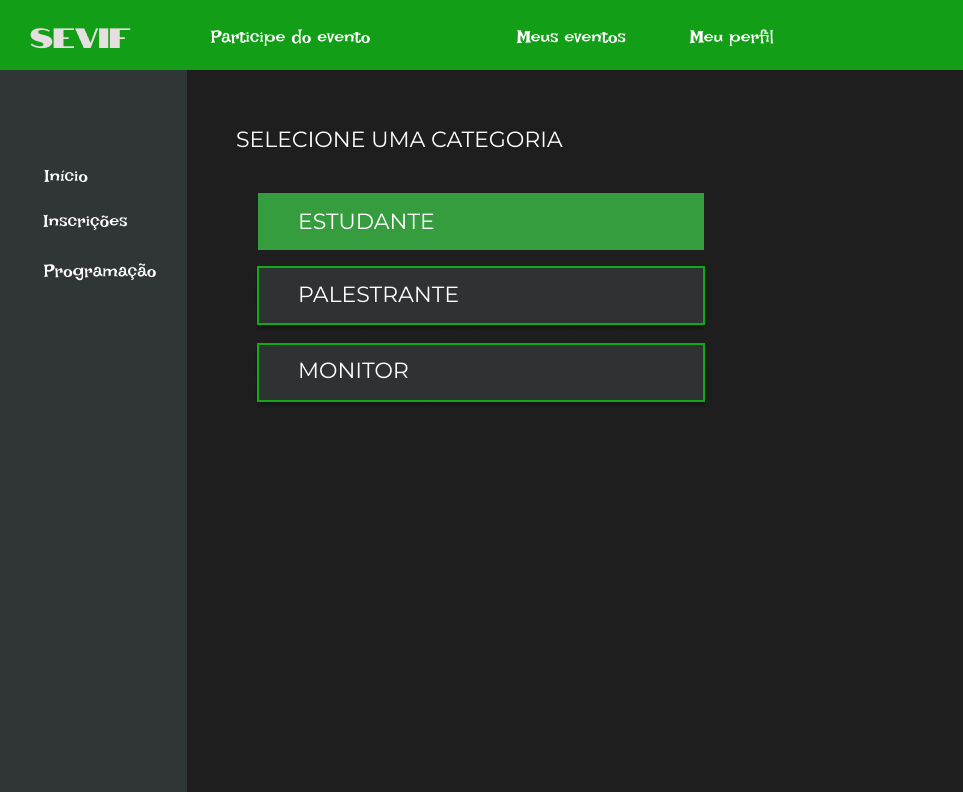 SEVIF
Participe do evento
Meus eventos
Meu perfil
Início
Inscrições
Programação
SELECIONE UMA CATEGORIA
ESTUDANTE
PALESTRANTE
MONITOR